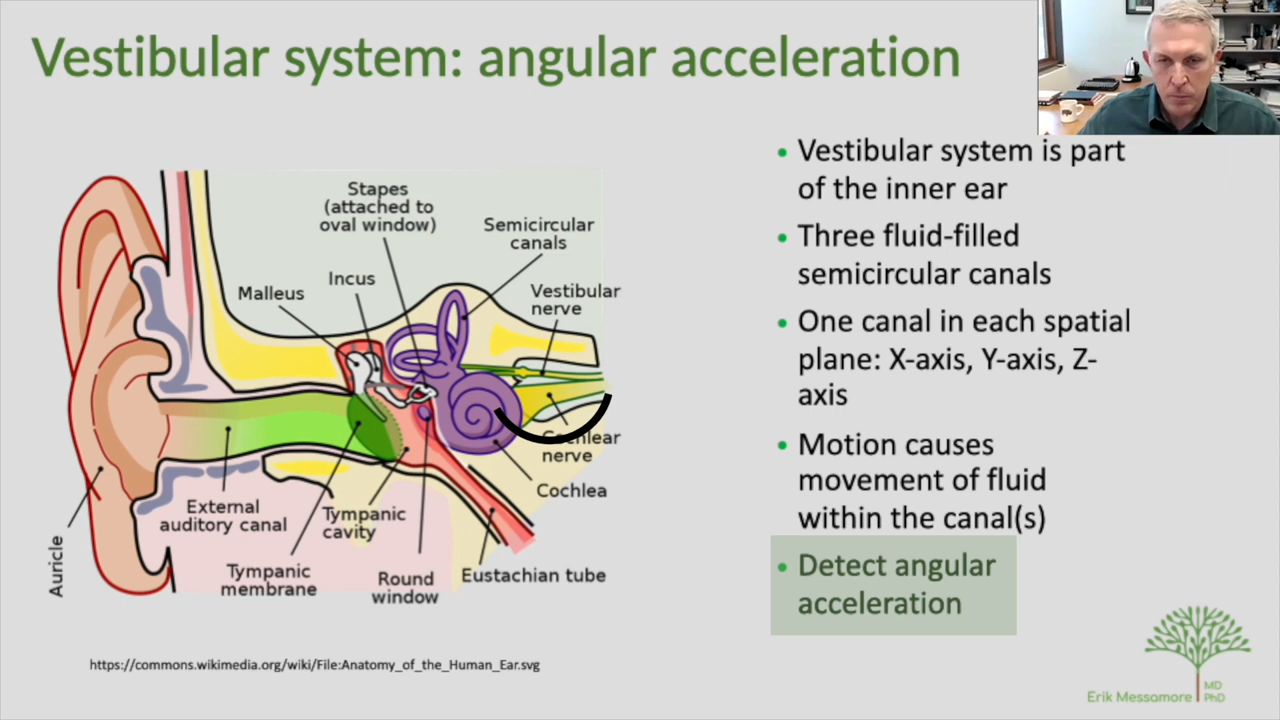 Vestibular system: angular acceleration
Vestibular system is part
of the inner ear
Three fluid-filled
semicircular canals
One canal in each spatial
plane: X-axis, Y-axis, Z-
axis
Motion causes
movement of fluid
within the canal(s)
Detect angular
acceleration
Stapes
(attached to
oval window)
Semicircular
canals
Incus
Malleus
Vestibular
nerve
Cochlear
nerve
Cochlea
External
auditory canal
Tympanic
cavity
Auricle
Tympanic
membrane
Round
window
Eustachian tube
https://commons.wikimedia.org/wiki/File:Anatomy_of_the_Human_Ear.svg
Erik Messamore
MD
PhD